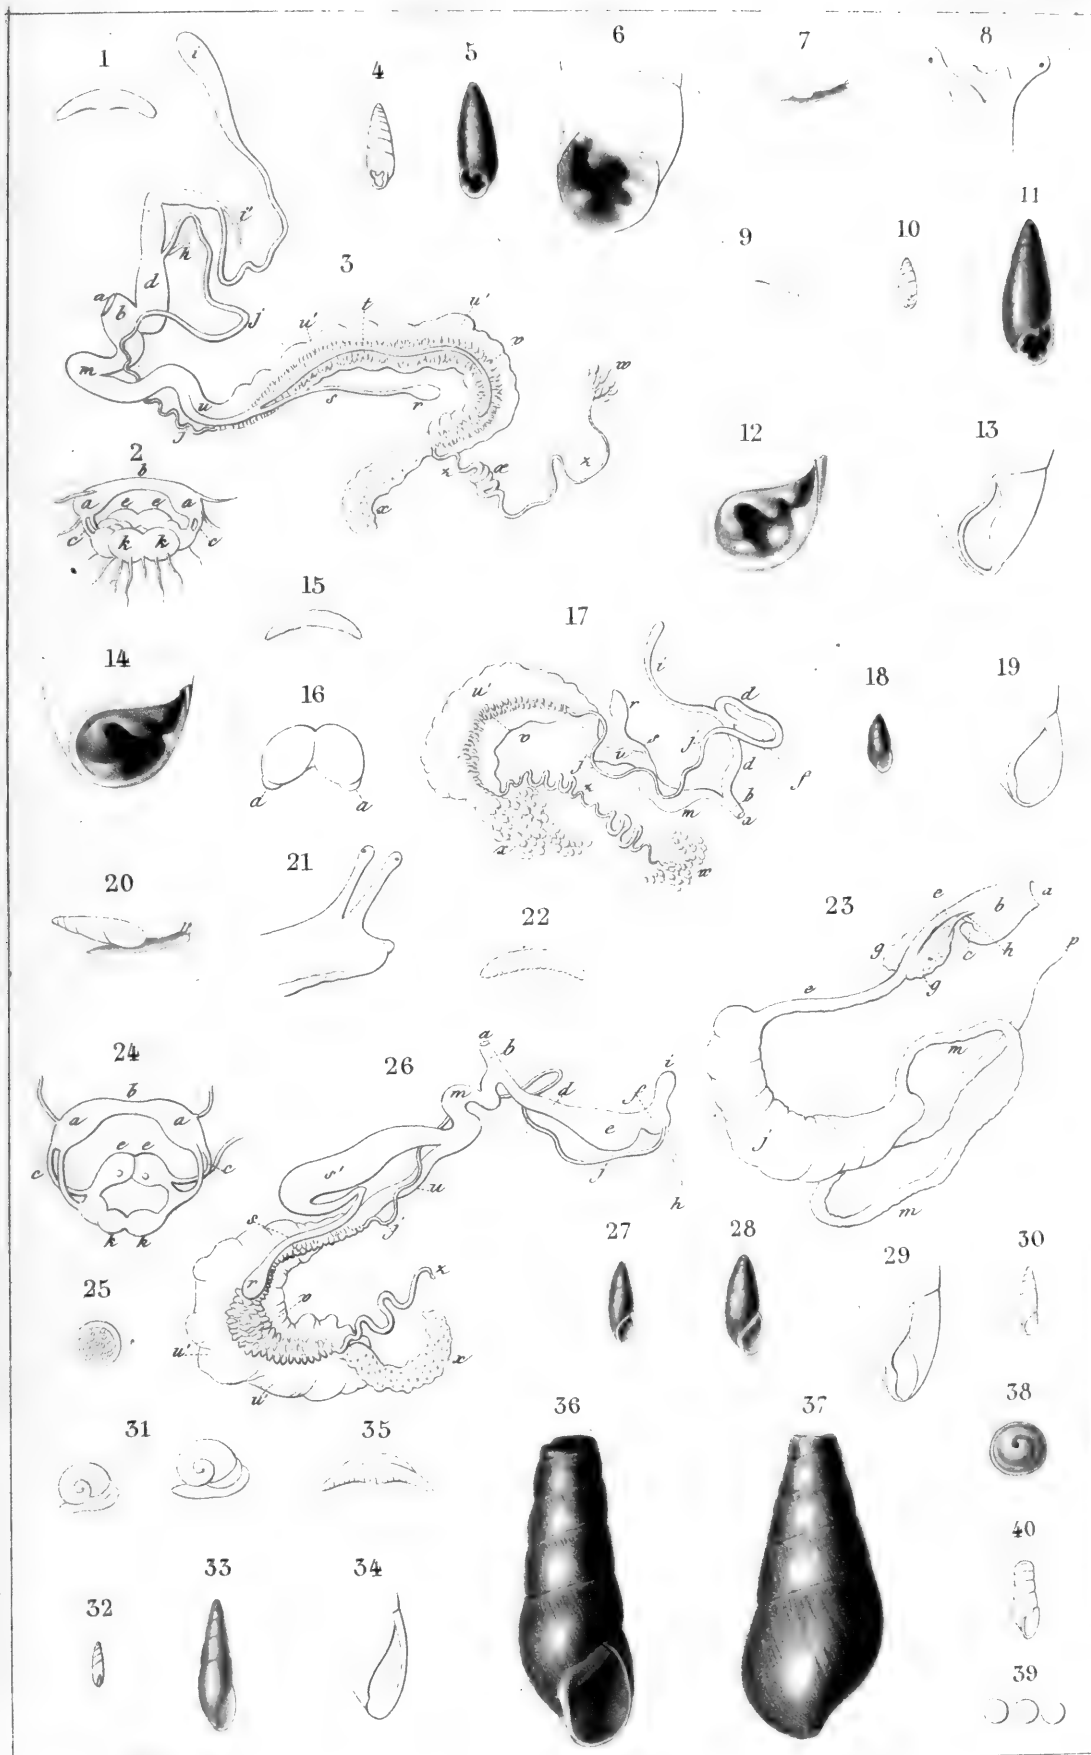 1
i
4
5
6
7
8
11
i''
h
9
10
3
d
a
b
j
u'
t
u'
v
m
w
u
s
r
j
12
13
2
b
x
æ
x
a
e
e
a
x
c
k
k
c
15
17
14
i
18
19
16
u'
r
d
v
s
j
u
j
d
f
a
a
x
m
b
a
x
w
20
21
22
23
e
b
a
g
c
h
p
g
e
24
26
a
b
i
m
b
m
d
f
a
a
e
e
e
j
c
c
s'
j
u
h
m
k
k
s
j
27
28
29
30
25
r
v
x
u'
x
u'
31
35
36
37
38
40
33
34
32
39